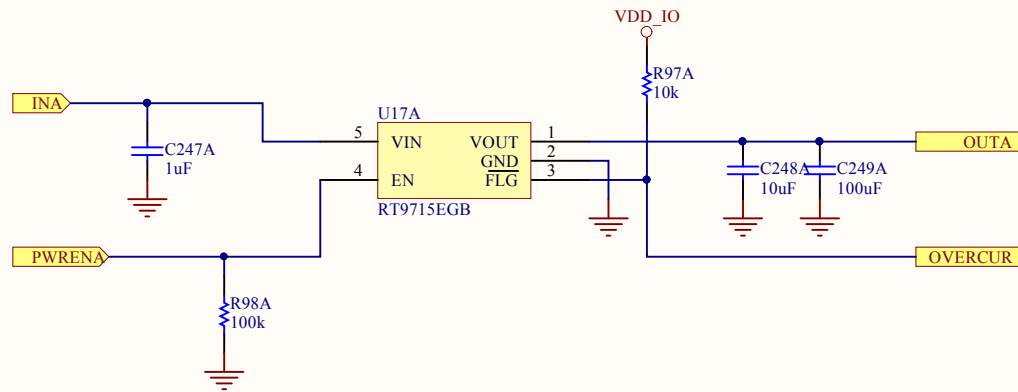 VDD_IO
R97A
10k
INA
U17A
5
VIN
VOUT
1
OUTA
C247A
1uF
GND
2
4
EN
FLG
3
C248A
10uF
C249A
100uF
RT9715EGB
PWRENA
OVERCUR
R98A
100k